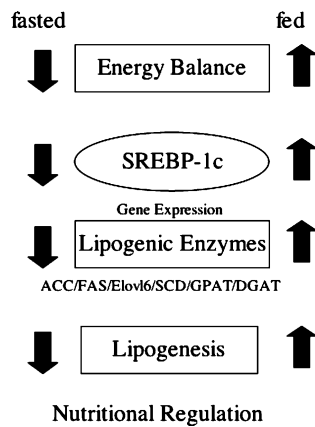 fasted fed
Energy Balance
SREBP-1c
Gene Expression
Lipogenic Enzymes
ACC/FAS/Elovl6/SCD/GPAT/DGAT
Lipogenesis
Nutritional Regulation